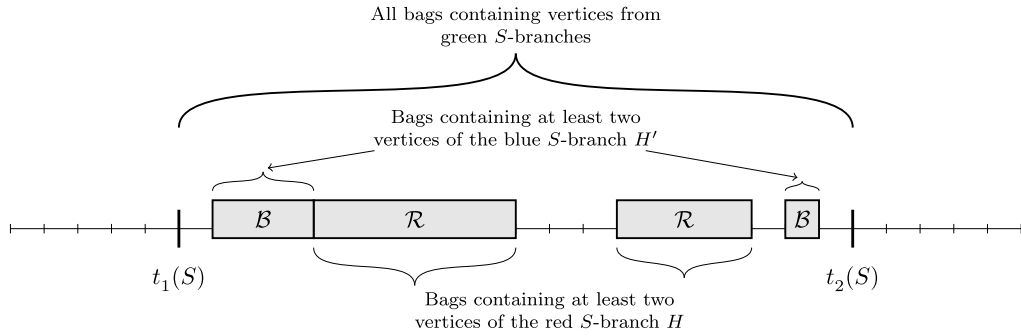 All bags containing vertices from
green S-branches
Bags containing at least two
vertices of the blue S-branch H′
B
R
R
B
t₁(S)
t₂(S)
Bags containing at least two
vertices of the red S-branch H